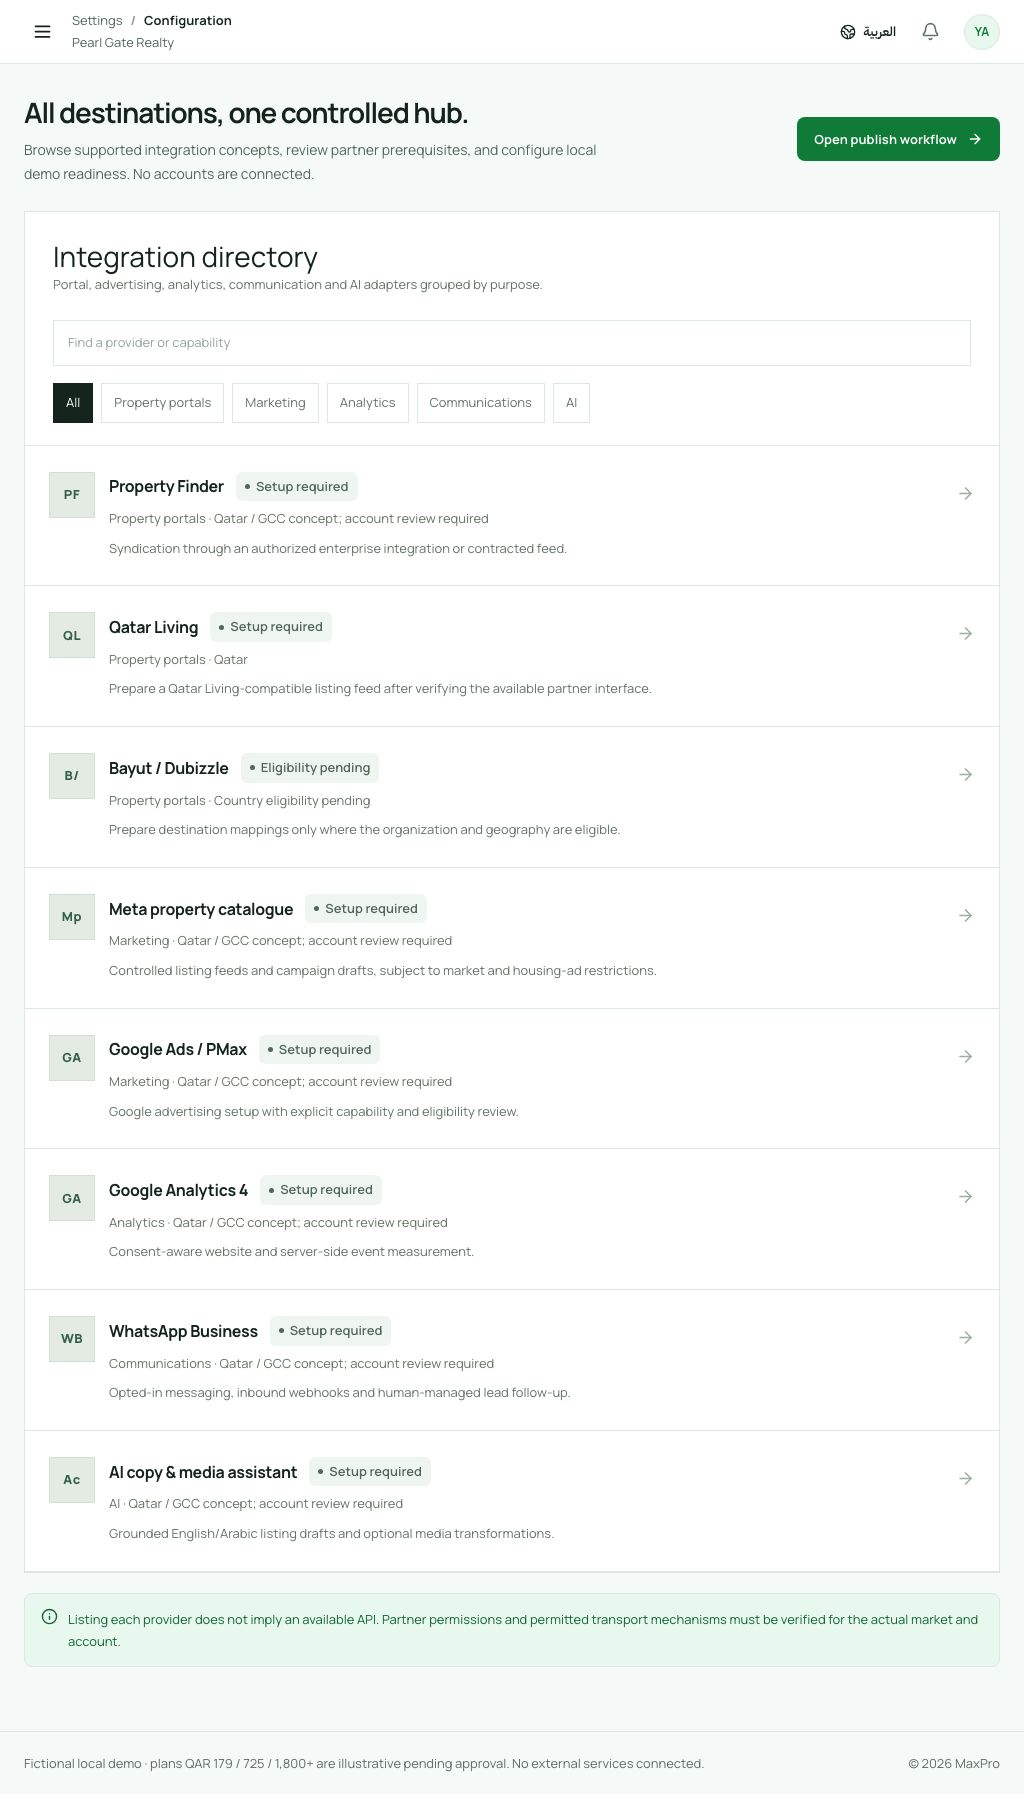 Settings / Configuration
Pearl Gate Realty
العربية
YA
All destinations, one controlled hub.
Browse supported integration concepts, review partner prerequisites, and configure local
demo readiness. No accounts are connected.
Open publish workflow
Integration directory
Portal, advertising, analytics, communication and AI adapters grouped by purpose.
Find a provider or capability
All
Property portals
Marketing
Analytics
Communications
AI
PF
Property Finder
Setup required
Property portals · Qatar / GCC concept; account review required
Syndication through an authorized enterprise integration or contracted feed.
QL
Qatar Living
Setup required
Property portals · Qatar
Prepare a Qatar Living-compatible listing feed after verifying the available partner interface.
B/
Bayut / Dubizzle
Eligibility pending
Property portals · Country eligibility pending
Prepare destination mappings only where the organization and geography are eligible.
Mp
Meta property catalogue
Setup required
Marketing · Qatar / GCC concept; account review required
Controlled listing feeds and campaign drafts, subject to market and housing-ad restrictions.
GA
Google Ads / PMax
Setup required
Marketing · Qatar / GCC concept; account review required
Google advertising setup with explicit capability and eligibility review.
GA
Google Analytics 4
Setup required
Analytics · Qatar / GCC concept; account review required
Consent-aware website and server-side event measurement.
WB
WhatsApp Business
Setup required
Communications · Qatar / GCC concept; account review required
Opted-in messaging, inbound webhooks and human-managed lead follow-up.
Ac
AI copy & media assistant
Setup required
AI · Qatar / GCC concept; account review required
Grounded English/Arabic listing drafts and optional media transformations.
Listing each provider does not imply an available API. Partner permissions and permitted transport mechanisms must be verified for the actual market and
account.
Fictional local demo · plans QAR 179 / 725 / 1,800+ are illustrative pending approval. No external services connected.
© 2026 MaxPro